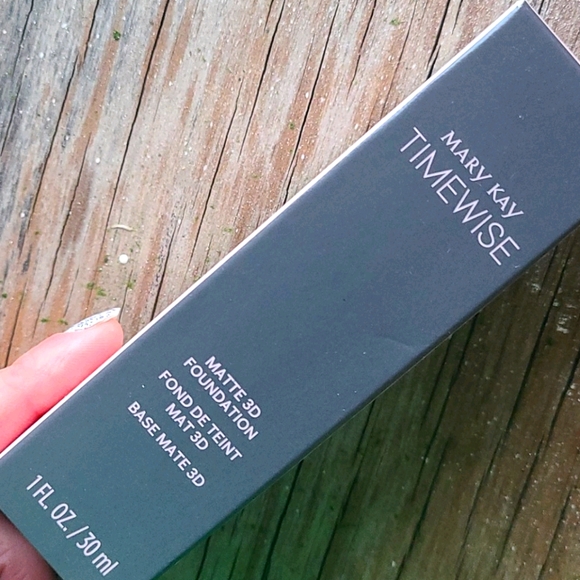 MARY KAY
TIMEWISE
MATTE 3D
FOUNDATION
FOND DE TEINT
MAT 3D
BASE MATE 3D
1 FL. OZ. / 30 ml